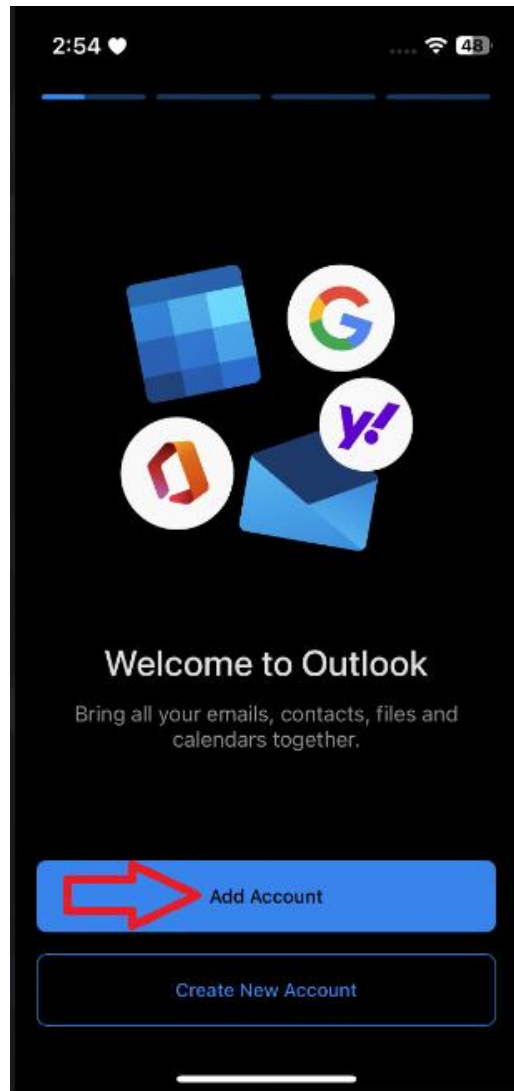 2:54
48
G
y!
Welcome to Outlook
Bring all your emails, contacts, files and
calendars together.
Add Account
Create New Account